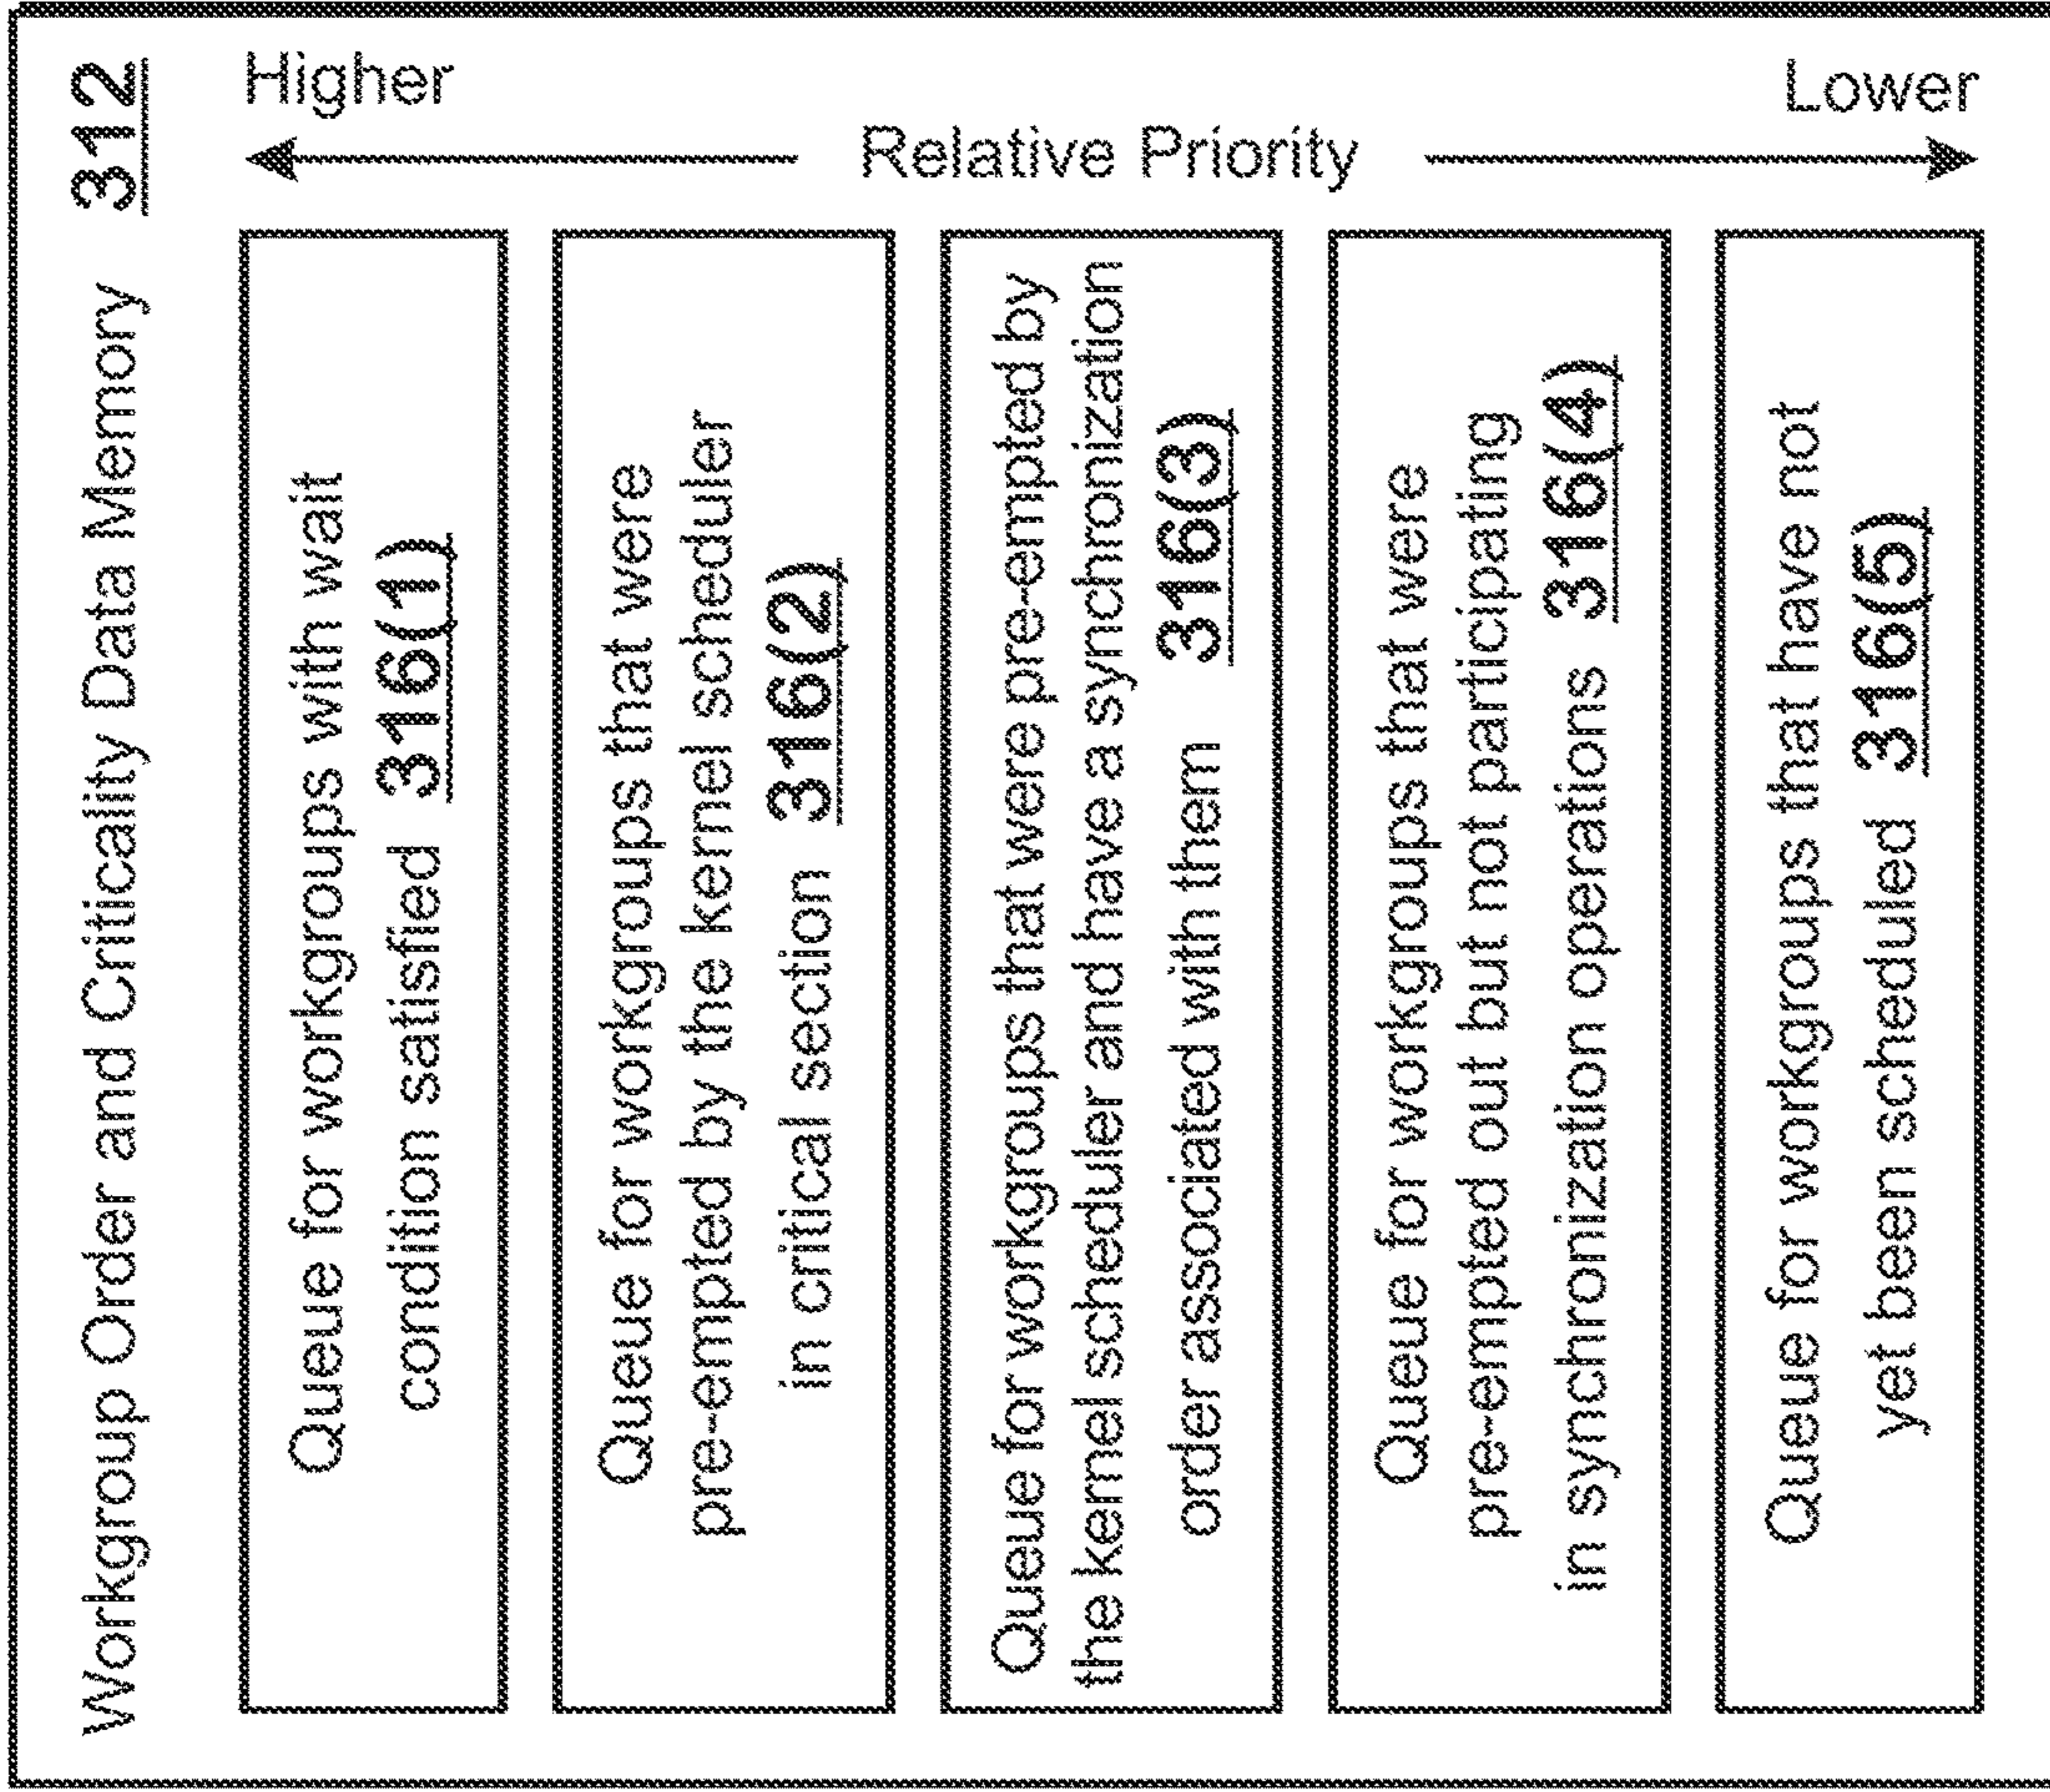 Workgroup Order and Criticality Data Memory 312
Queue for workgroups with wait
condition satisfied 316(1)
Queue for workgroups that were
pre-empted by the kernel scheduler
in critical section 316(2)
Queue for workgroups that were pre-empted by
the kernel scheduler and have a synchronization
order associated with them 316(3)
Queue for workgroups that were
pre-empted out but not participating
in synchronization operations 316(4)
Queue for workgroups that have not
yet been scheduled 316(5)
Higher
Relative Priority
Lower